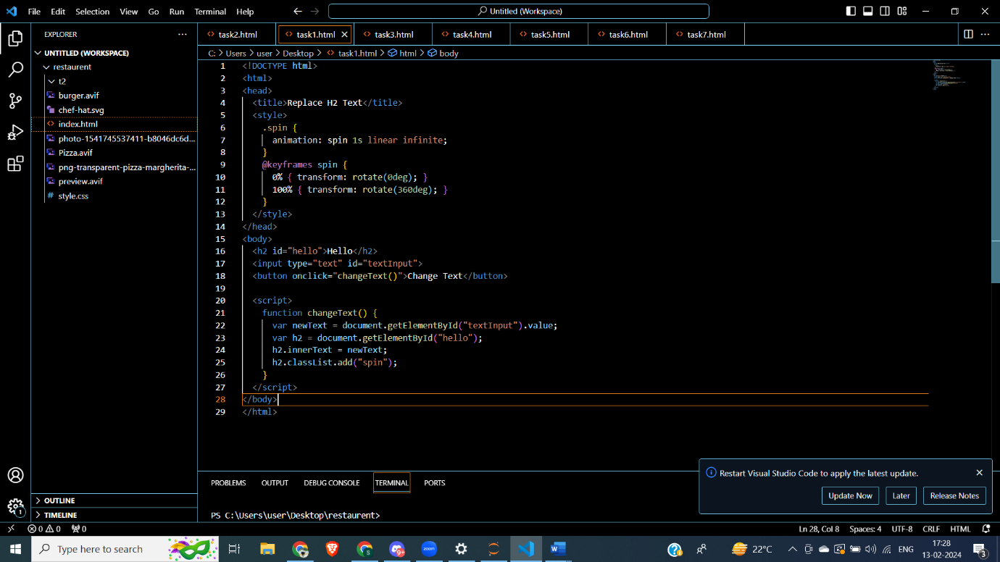 File Edit Selection View Go Run Terminal Help
Untitled (Workspace)
EXPLORER
UNTITLED (WORKSPACE)
restaurent
t2
burger.avif
chef-hat.svg
index.html
photo-1541745537411-b8046dc6d...
Pizza.avif
png-transparent-pizza-margherita-...
preview.avif
style.css
OUTLINE
TIMELINE
task2.html task1.html task3.html task4.html task5.html task6.html task7.html
C: > Users > user > Desktop > task1.html > html > body
1 <!DOCTYPE html>
2 <html>
3 <head>
4 <title>Replace H2 Text</title>
5 <style>
6 .spin {
7 animation: spin 1s linear infinite;
8 }
9 @keyframes spin {
10 0% { transform: rotate(0deg); }
11 100% { transform: rotate(360deg); }
12 }
13 </style>
14 </head>
15 <body>
16 <h2 id="hello">Hello</h2>
17 <input type="text" id="textInput">
18 <button onclick="changeText()">Change Text</button>
19
20 <script>
21 function changeText() {
22 var newText = document.getElementById("textInput").value;
23 var h2 = document.getElementById("hello");
24 h2.innerText = newText;
25 h2.classList.add("spin");
26 }
27 </script>
28 </body>
29 </html>
PROBLEMS OUTPUT DEBUG CONSOLE TERMINAL PORTS
PS C:\Users\user\Desktop\restaurent>
Restart Visual Studio Code to apply the latest update.
Update Now Later Release Notes
1
0 0 0
Ln 28, Col 8 Spaces: 4 UTF-8 CRLF HTML
Type here to search
9+
zoom
22°C
ENG
17:28
13-02-2024
3